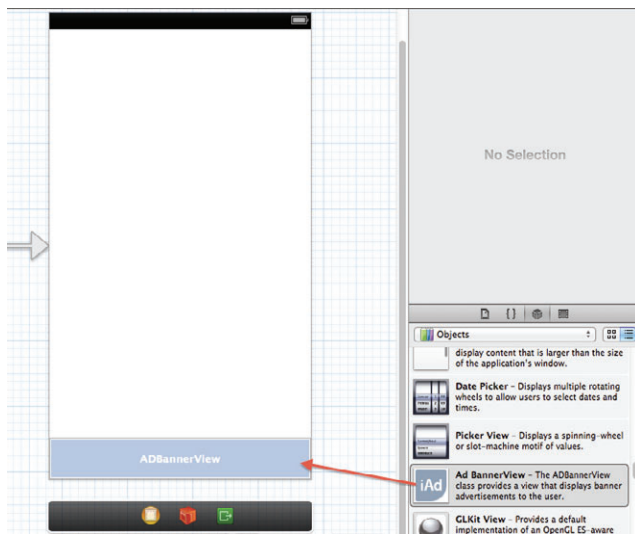 No Selection
{}
Objects
display content that is larger than the size
of the application's window.
Date Picker – Displays multiple rotating
wheels to allow users to select dates and
times.
Picker View – Displays a spinning-wheel
or slot-machine motif of values.
ADBannerView
iAd
Ad BannerView – The ADBannerView
class provides a view that displays banner
advertisements to the user.
GLKit View – Provides a default
implementation of an OpenGL ES-aware